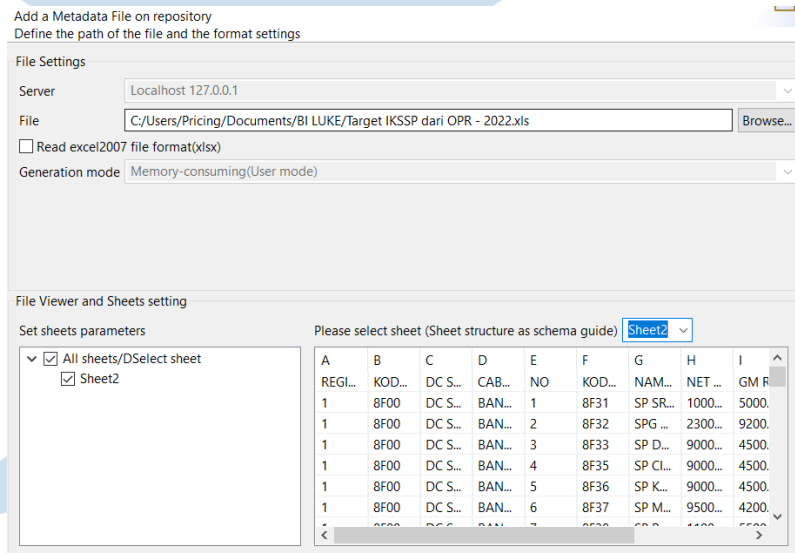 Add a Metadata File on repository
Define the path of the file and the format settings
File Settings
Server Localhost 127.0.0.1
File C:/Users/Pricing/Documents/BI LUKE/Target IKSSP dari OPR - 2022.xls Browse...
Read excel2007 file format(xlsx)
Generation mode Memory-consuming(User mode)
File Viewer and Sheets setting
Set sheets parameters Please select sheet (Sheet structure as schema guide) Sheet2
All sheets/DSelect sheet
Sheet2
A B C D E F G H I
REGI... KOD... DC S... CAB... NO KOD... NAM... NET ... GM R
1 8F00 DC S... BAN... 1 8F31 SP SR... 1000... 5000.
1 8F00 DC S... BAN... 2 8F32 SPG ... 2300... 9200.
1 8F00 DC S... BAN... 3 8F33 SP D... 9000... 4500.
1 8F00 DC S... BAN... 4 8F35 SP CI... 9000... 4500.
1 8F00 DC S... BAN... 5 8F36 SP K... 9000... 4500.
1 8F00 DC S... BAN... 6 8F37 SP M... 9500... 4200.